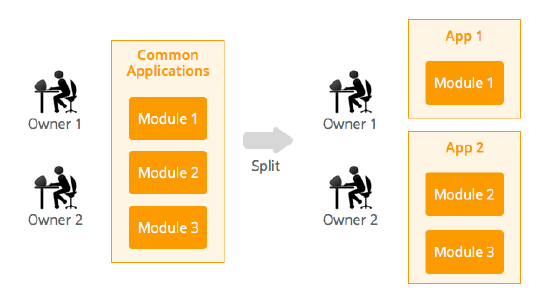 Common
Applications
Module 1
Module 2
Module 3
Owner 1
Owner 2
Split
Owner 1
Owner 2
App 1
Module 1
App 2
Module 2
Module 3